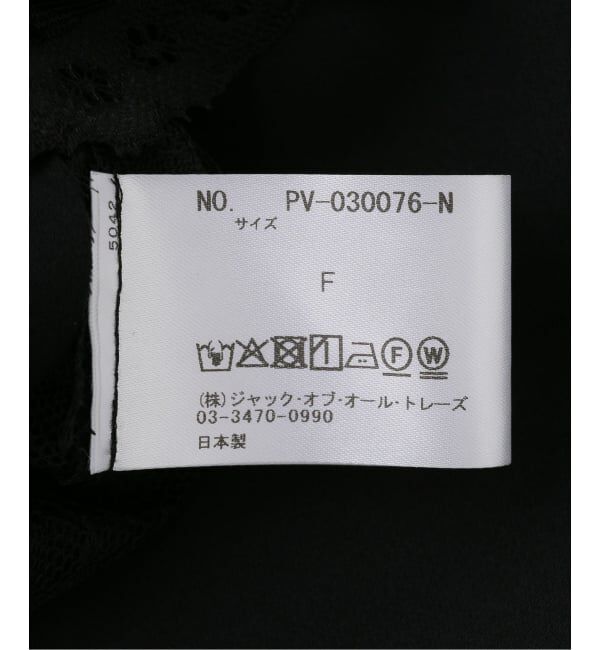 NO. PV-030076-N
サイズ
F
F W
(株)ジャック・オブ・オール・トレーズ
03-3470-0990
日本製
5042